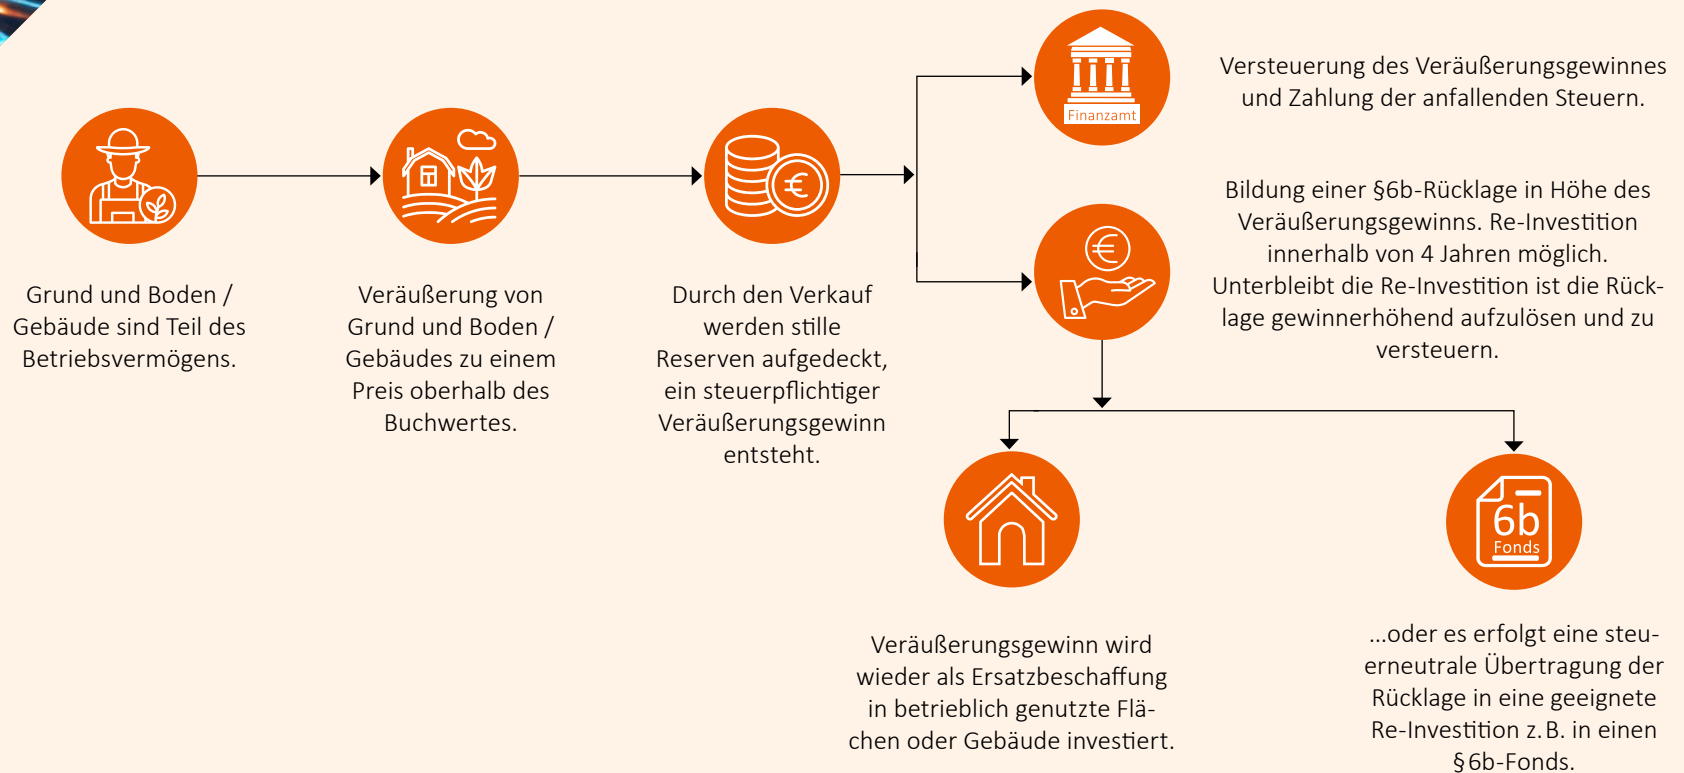 Grund und Boden /
Gebäude sind Teil des
Betriebsvermögens.
Veräußerung von
Grund und Boden /
Gebäudes zu einem
Preis oberhalb des
Buchwertes.
€
Durch den Verkauf
werden stille
Reserven aufgedeckt,
ein steuerpflichtiger
Veräußerungsgewinn
entsteht.
Finanzamt
Versteuerung des Veräußerungsgewinnes
und Zahlung der anfallenden Steuern.
€
Bildung einer §6b-Rücklage in Höhe des
Veräußerungsgewinns. Re-Investition
innerhalb von 4 Jahren möglich.
Unterbleibt die Re-Investition ist die Rück-
lage gewinnerhöhend aufzulösen und zu
versteuern.
Veräußerungsgewinn wird
wieder als Ersatzbeschaffung
in betrieblich genutzte Flä-
chen oder Gebäude investiert.
6b
Fonds
...oder es erfolgt eine steu-
erneutrale Übertragung der
Rücklage in eine geeignete
Re-Investition z. B. in einen
§ 6b-Fonds.